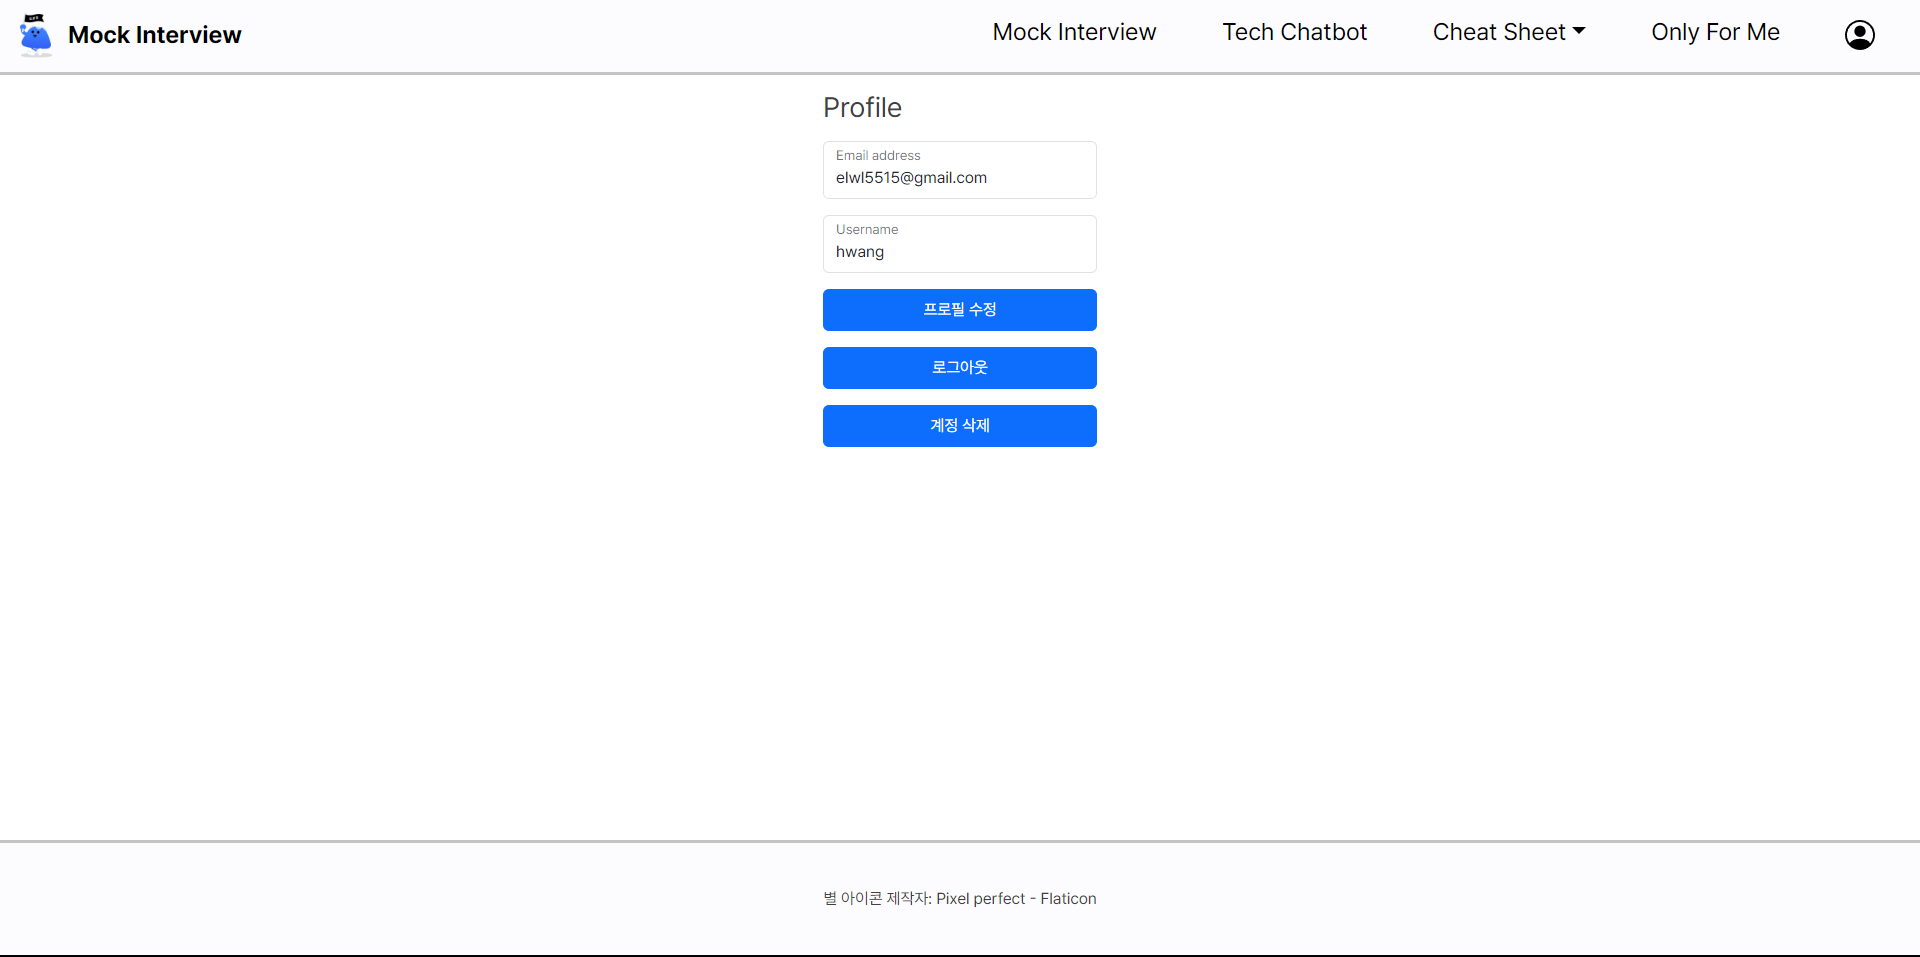 Mock Interview
Mock Interview
Tech Chatbot
Cheat Sheet
Only For Me
Profile
Email address
elwl5515@gmail.com
Username
hwang
프로필 수정
로그아웃
계정 삭제
별 아이콘 제작자: Pixel perfect - Flaticon